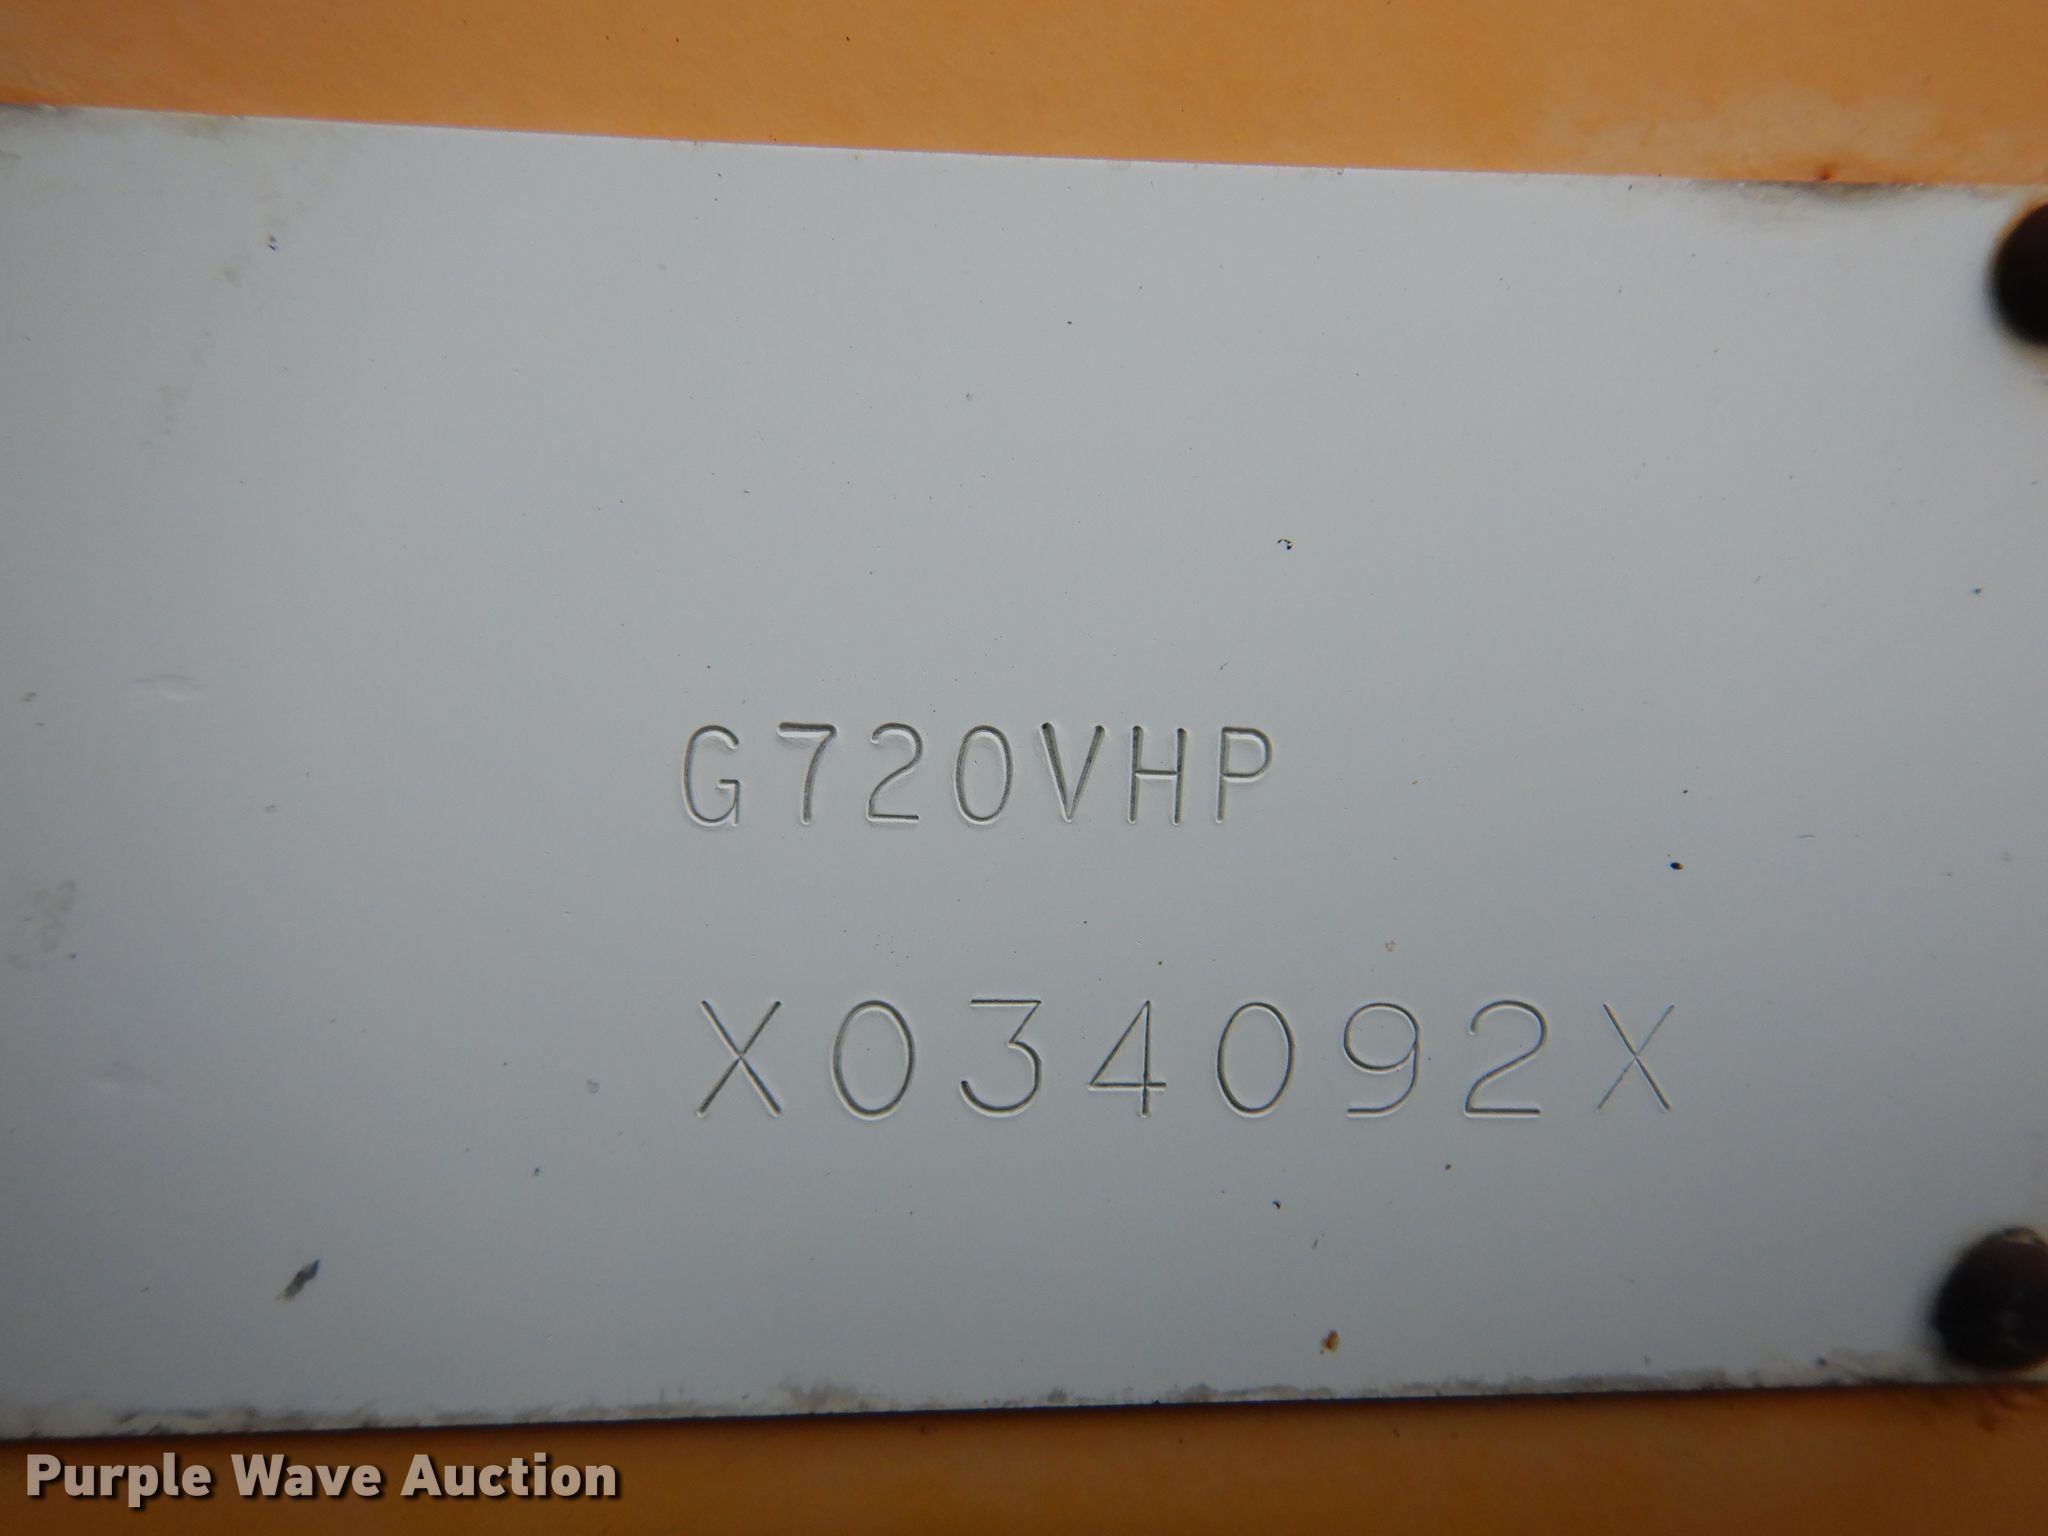 G720VHP
X034092X
Purple Wave Auction